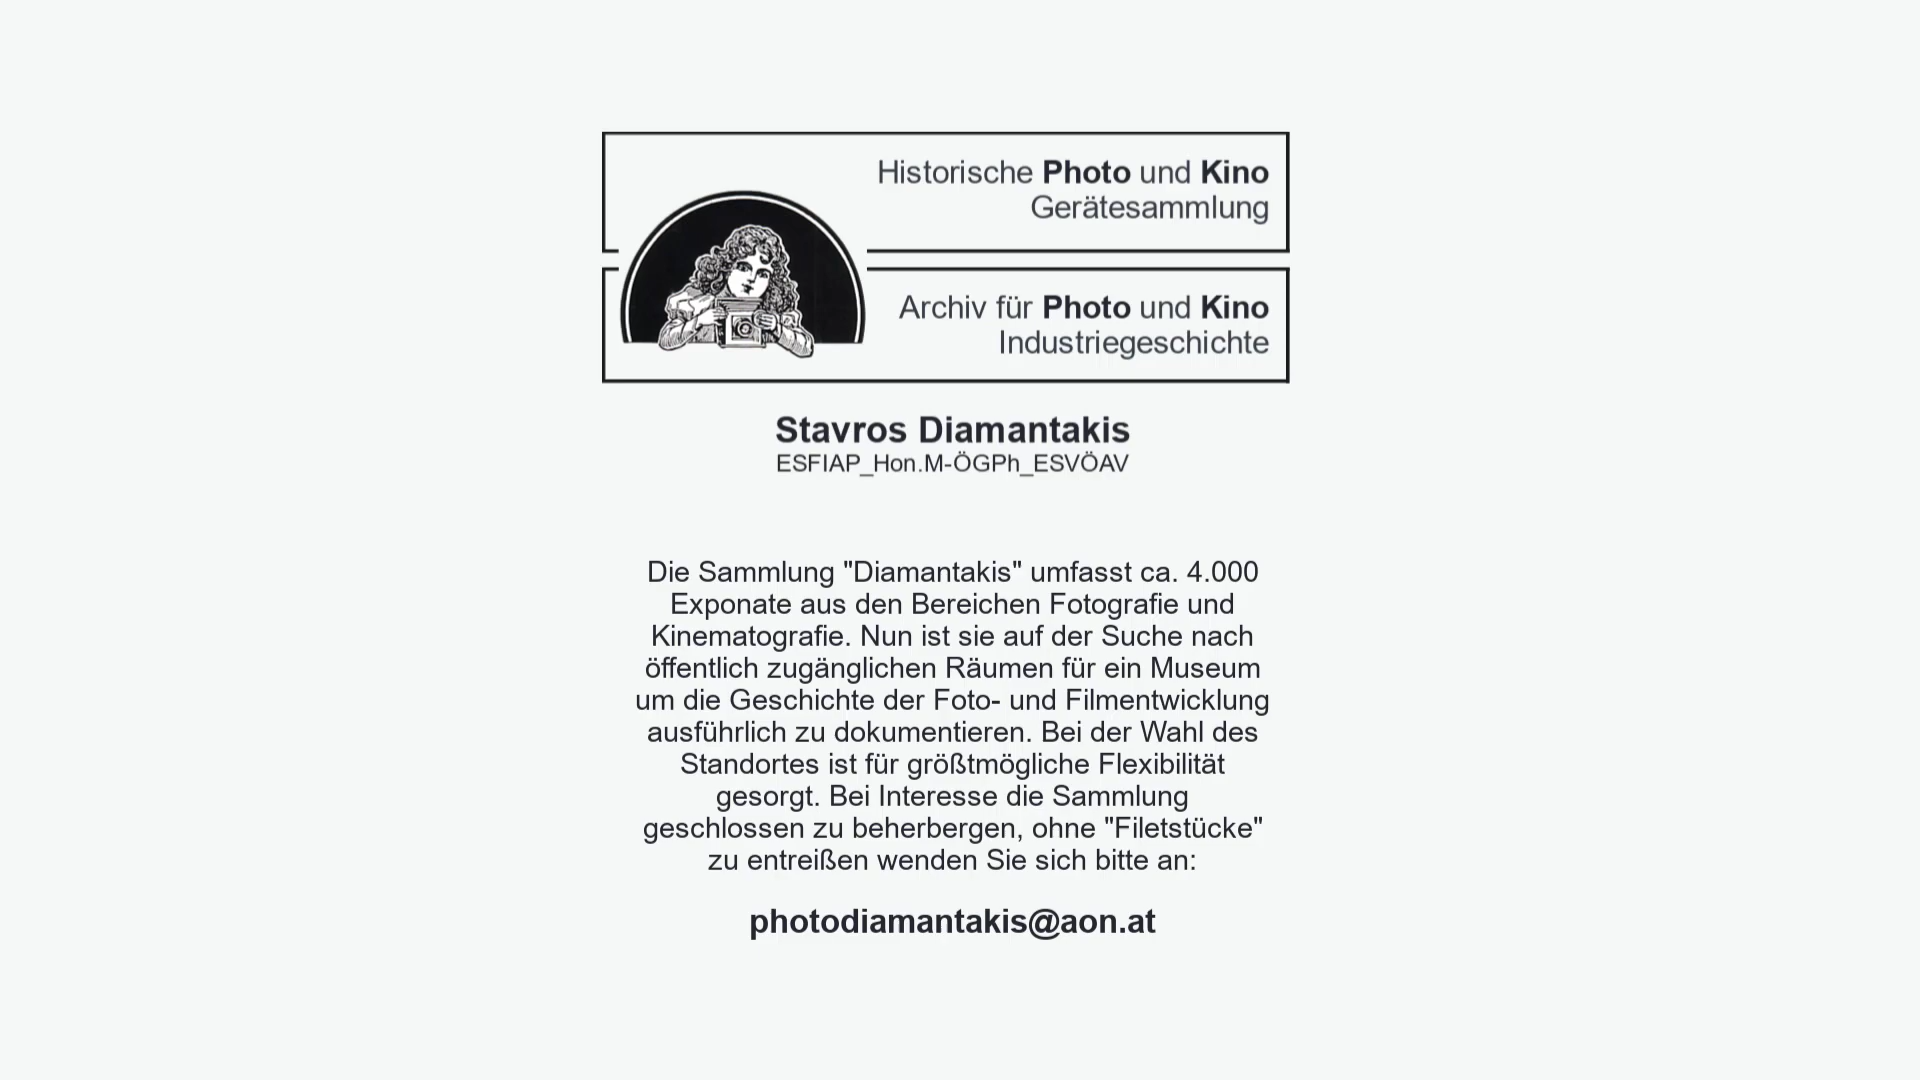 Historische Photo und Kino
Gerätesammlung
Archiv für Photo und Kino
Industriegeschichte
Stavros Diamantakis
ESFIAP_Hon.M-ÖGPh_ESVÖAV
Die Sammlung "Diamantakis" umfasst ca. 4.000
Exponate aus den Bereichen Fotografie und
Kinematografie. Nun ist sie auf der Suche nach
öffentlich zugänglichen Räumen für ein Museum
um die Geschichte der Foto- und Filmentwicklung
ausführlich zu dokumentieren. Bei der Wahl des
Standortes ist für größtmögliche Flexibilität
gesorgt. Bei Interesse die Sammlung
geschlossen zu beherbergen, ohne "Filetstücke"
zu entreißen wenden Sie sich bitte an:
photodiamantakis@aon.at